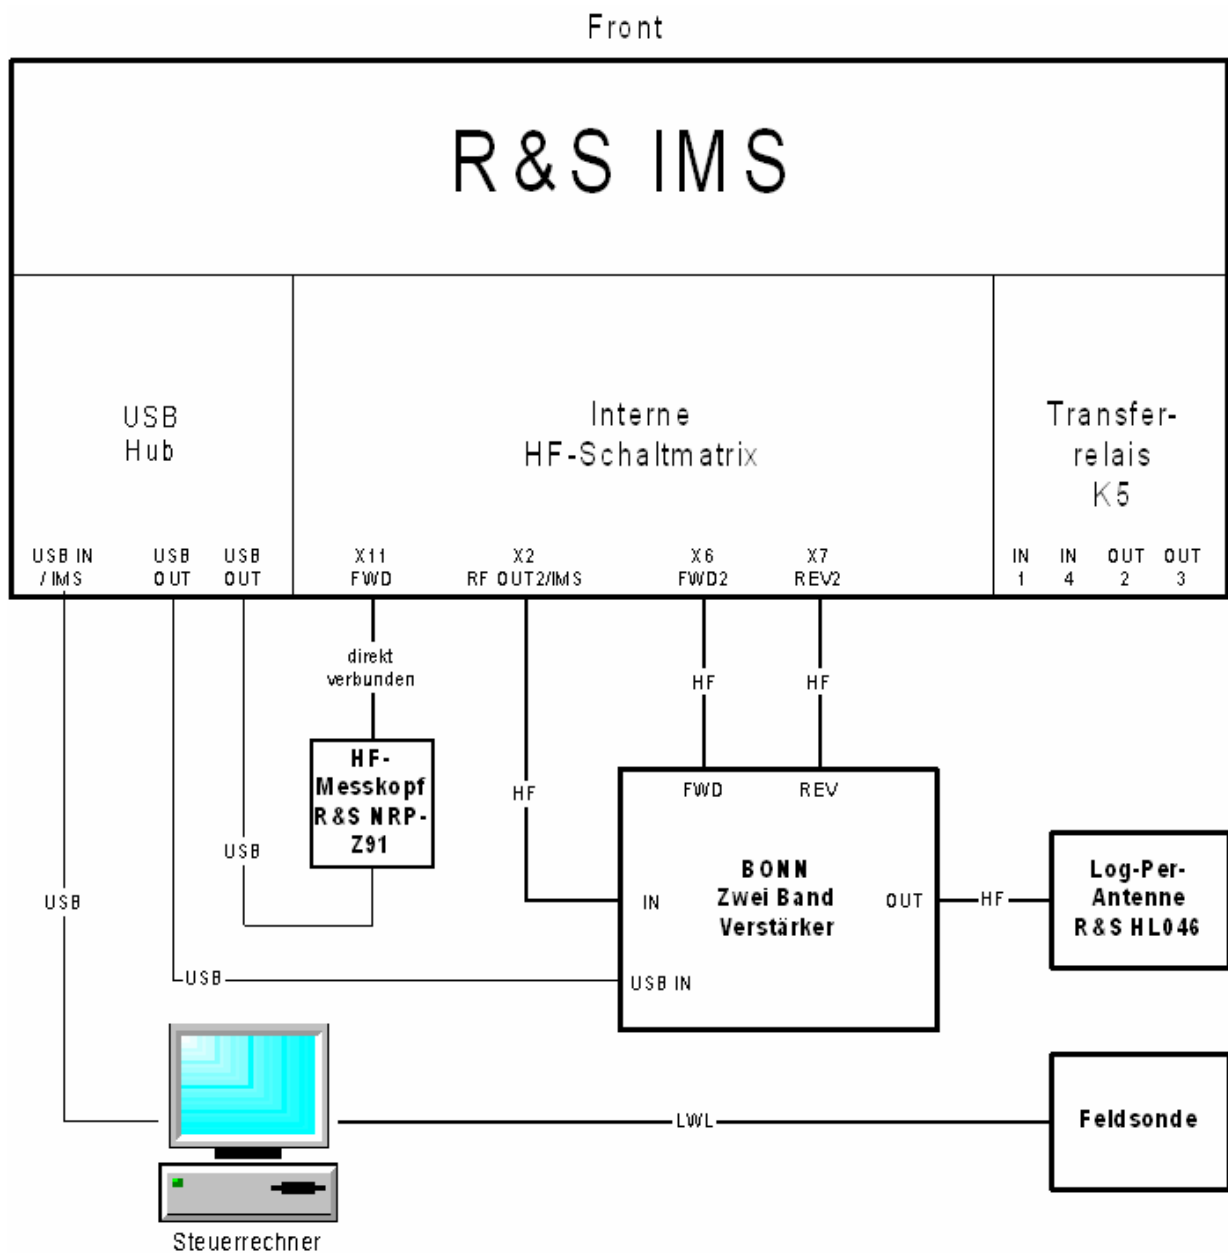 Front
R&S IMS
USB
Hub
Interne
HF-Schaltmatrix
Transfer-
relais
K5
USB IN
/ IMS
USB
OUT
USB
OUT
X11
FWD
X2
RF OUT2/IMS
X6
FWD2
X7
REV2
IN
1
IN
4
OUT
2
OUT
3
direkt
verbunden
HF
HF
HF-
Messkopf
R&S NRP-
Z91
HF
USB
USB
USB
FWD
REV
IN
BONN
Zwei Band
Verstärker
OUT
USB IN
HF
Log-Per-
Antenne
R&S HL046
LWL
Feldsonde
Steuerrechner